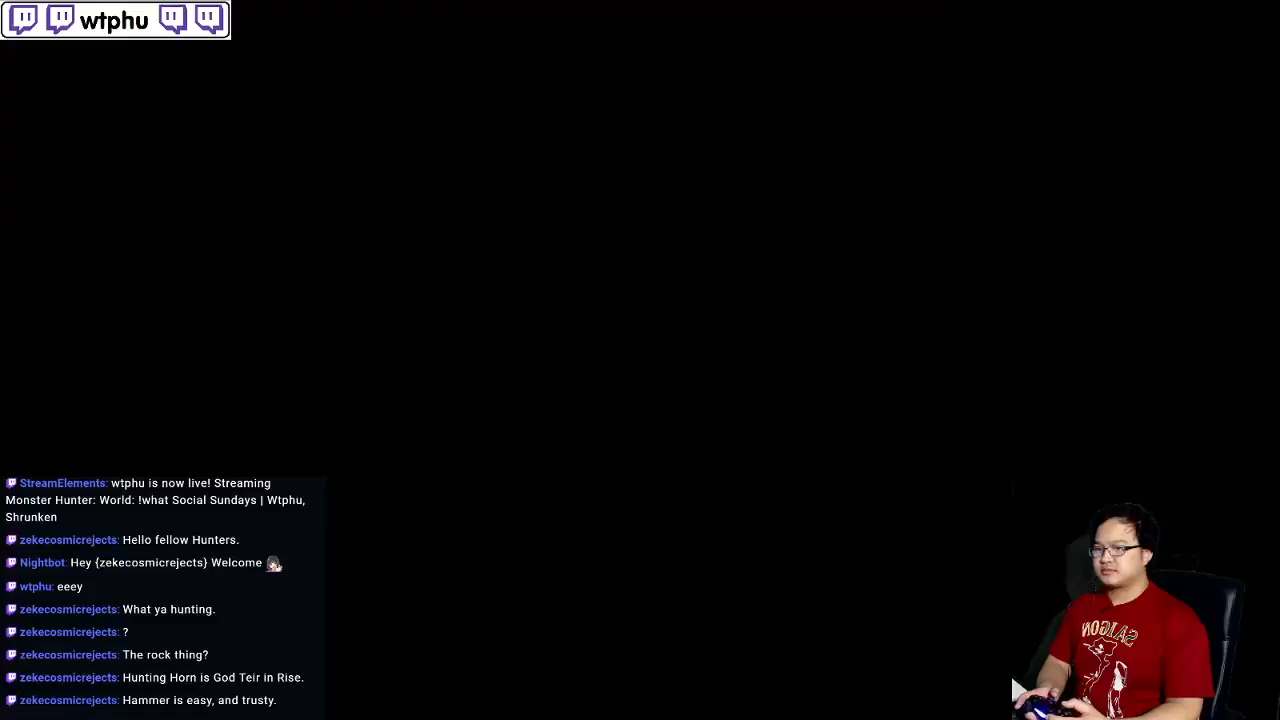 wtphu
StreamElements: wtphu is now live! Streaming
Monster Hunter: World: !what Social Sundays | Wtphu,
Shrunken
zekecosmicrejects: Hello fellow Hunters.
Nightbot: Hey {zekecosmicrejects} Welcome
wtphu: eeey
zekecosmicrejects: What ya hunting.
zekecosmicrejects: ?
zekecosmicrejects: The rock thing?
zekecosmicrejects: Hunting Horn is God Teir in Rise.
zekecosmicrejects: Hammer is easy, and trusty.
SAIGON